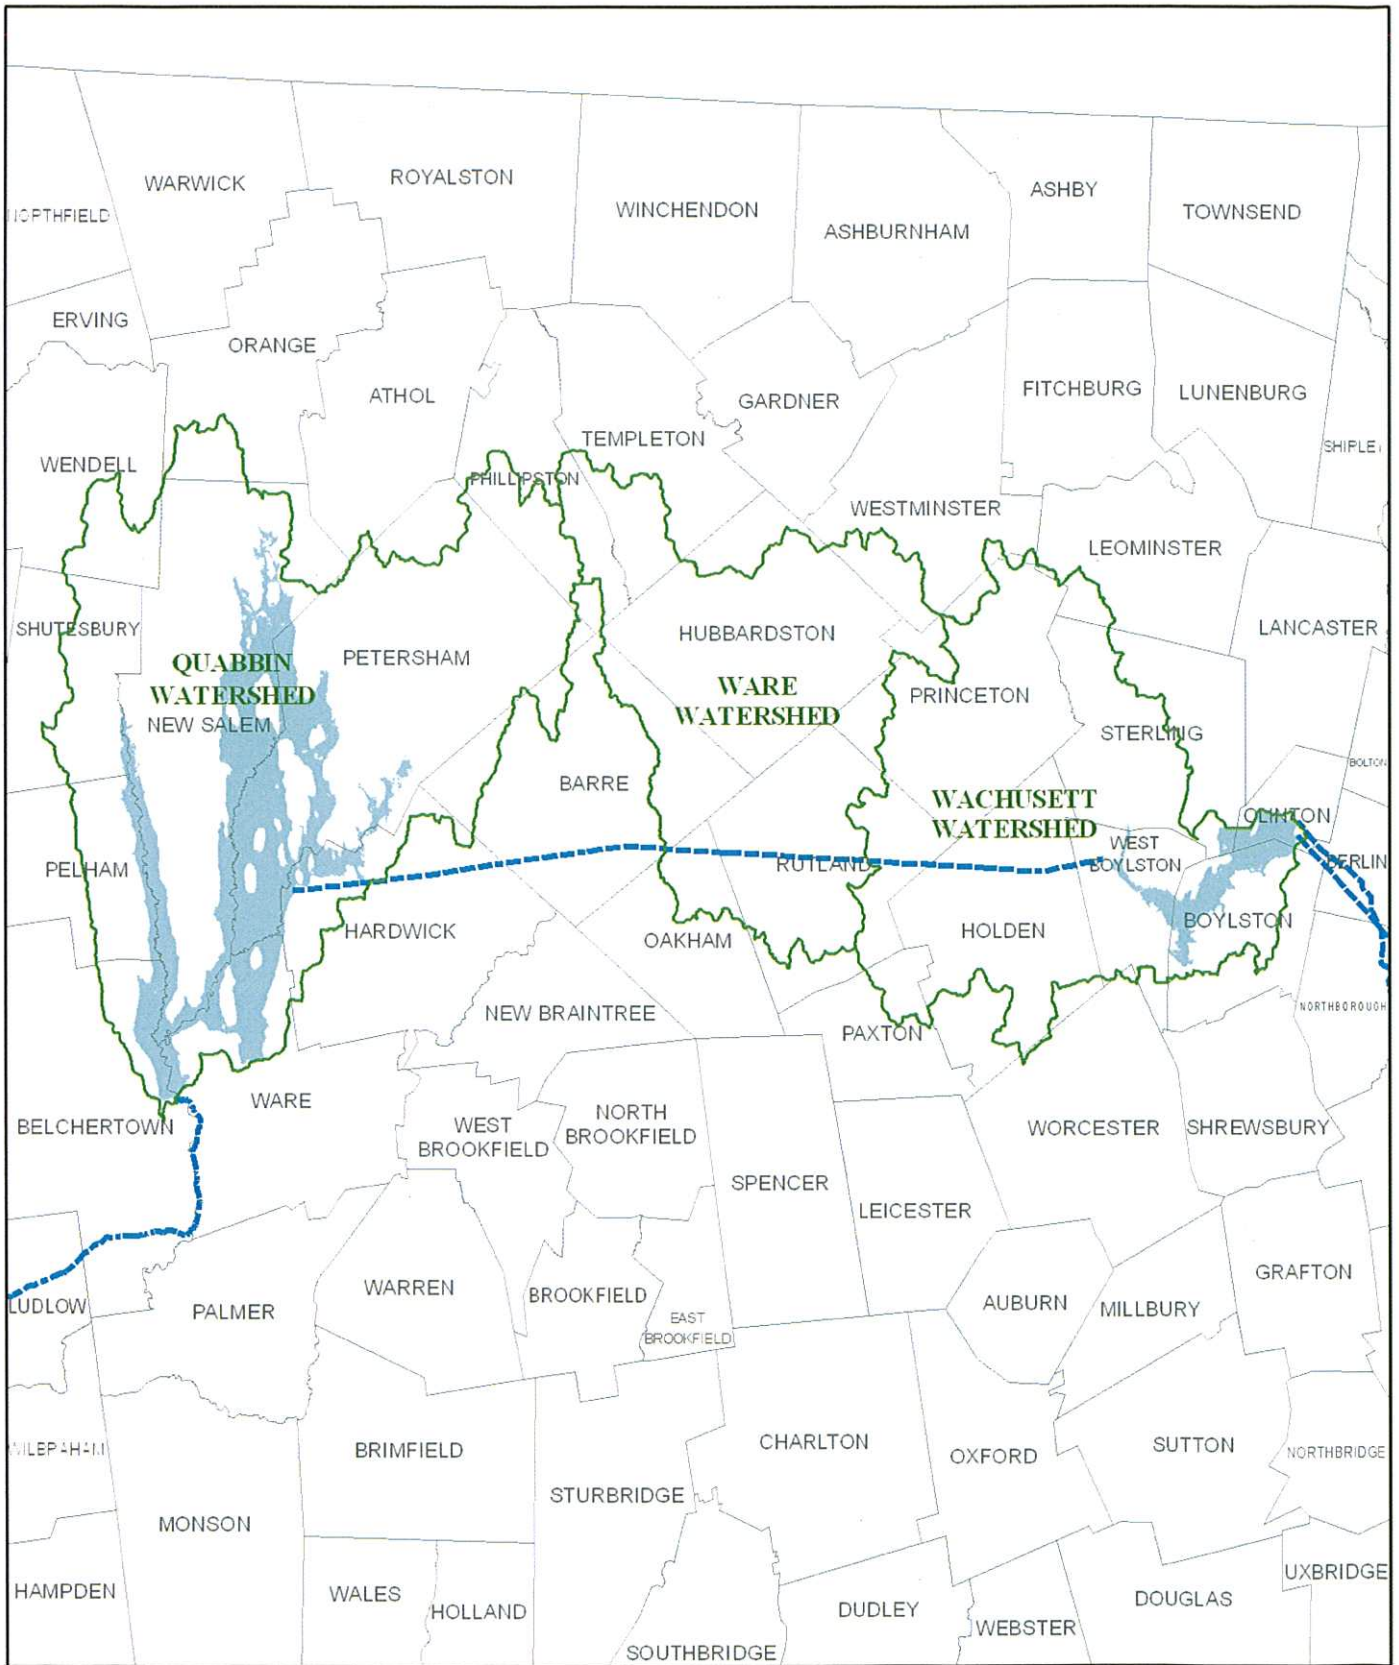 WARWICK
ROYALSTON
WINCHENDON
ASHBURNHAM
ASHBY
TOWNSEND
ERVING
ORANGE
ATHOL
GARDNER
FITCHBURG
LUNENBURG
WENDELL
TEMPLETON
PHILLIPSTON
WESTMINSTER
LEOMINSTER
SHUTESBURY
LANCASTER
HUBBARDSTON
PETERSHAM
QUABBIN
WATERSHED
NEW SALEM
WARE
WATERSHED
PRINCETON
STERLING
BOLTON
BARRE
WACHUSETT
WATERSHED
CLINTON
WEST
BOYLSTON
PELHAM
RUTLAND
BERLIN
HARDWICK
OAKHAM
HOLDEN
BOYLSTON
NEW BRAINTREE
PAXTON
NORTHBOROUGH
BELCHERTOWN
WARE
WEST
BROOKFIELD
NORTH
BROOKFIELD
WORCESTER
SHREWSBURY
SPENCER
LEICESTER
LUDLOW
PALMER
WARREN
BROOKFIELD
EAST
BROOKFIELD
AUBURN
MILLBURY
GRAFTON
BRIMFIELD
CHARLTON
OXFORD
SUTTON
NORTHBRIDGE
STURBRIDGE
MONSON
HAMPDEN
WALES
HOLLAND
SOUTHBRIDGE
DUDLEY
WEBSTER
DOUGLAS
UXBRIDGE